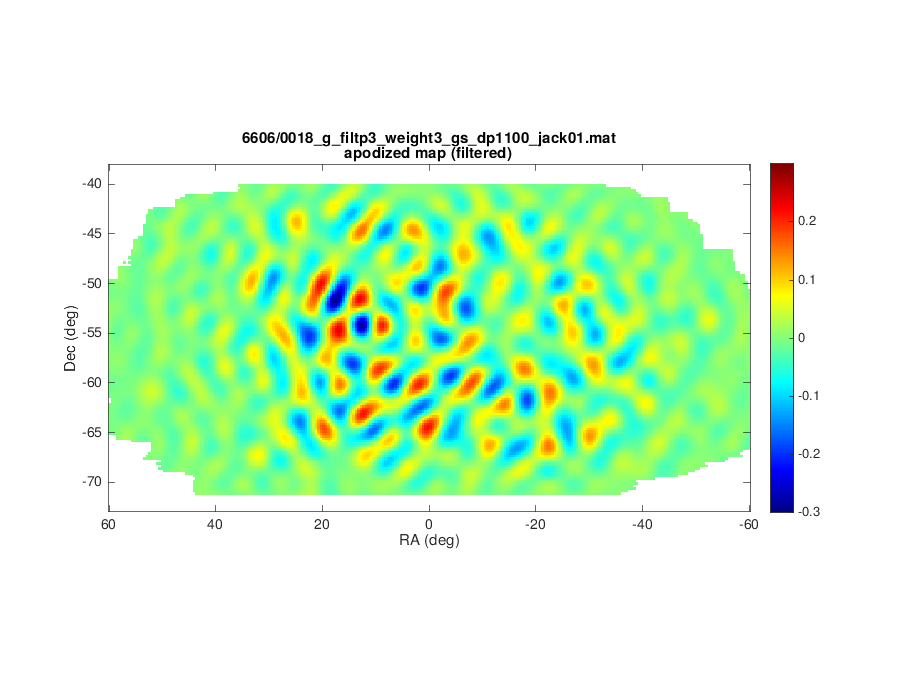 6606/0018_g_filtp3_weight3_gs_dp1100_jack01.mat
apodized map (filtered)
-40
-45
-50
-55
-60
-65
-70
Dec (deg)
60 40 20 0 -20 -40 -60
RA (deg)
0.2
0.1
0
-0.1
-0.2
-0.3